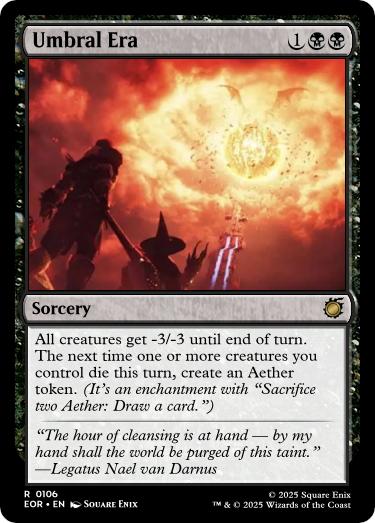 Umbral Era 1
Sorcery
All creatures get -3/-3 until end of turn.
The next time one or more creatures you
control die this turn, create an Aether
token. (It's an enchantment with “Sacrifice
two Aether: Draw a card.”)
“The hour of cleansing is at hand — by my
hand shall the world be purged of this taint.”
—Legatus Nael van Darnus
R 0106
EOR • EN SQUARE ENIX
© 2025 Square Enix
™ & © 2025 Wizards of the Coast